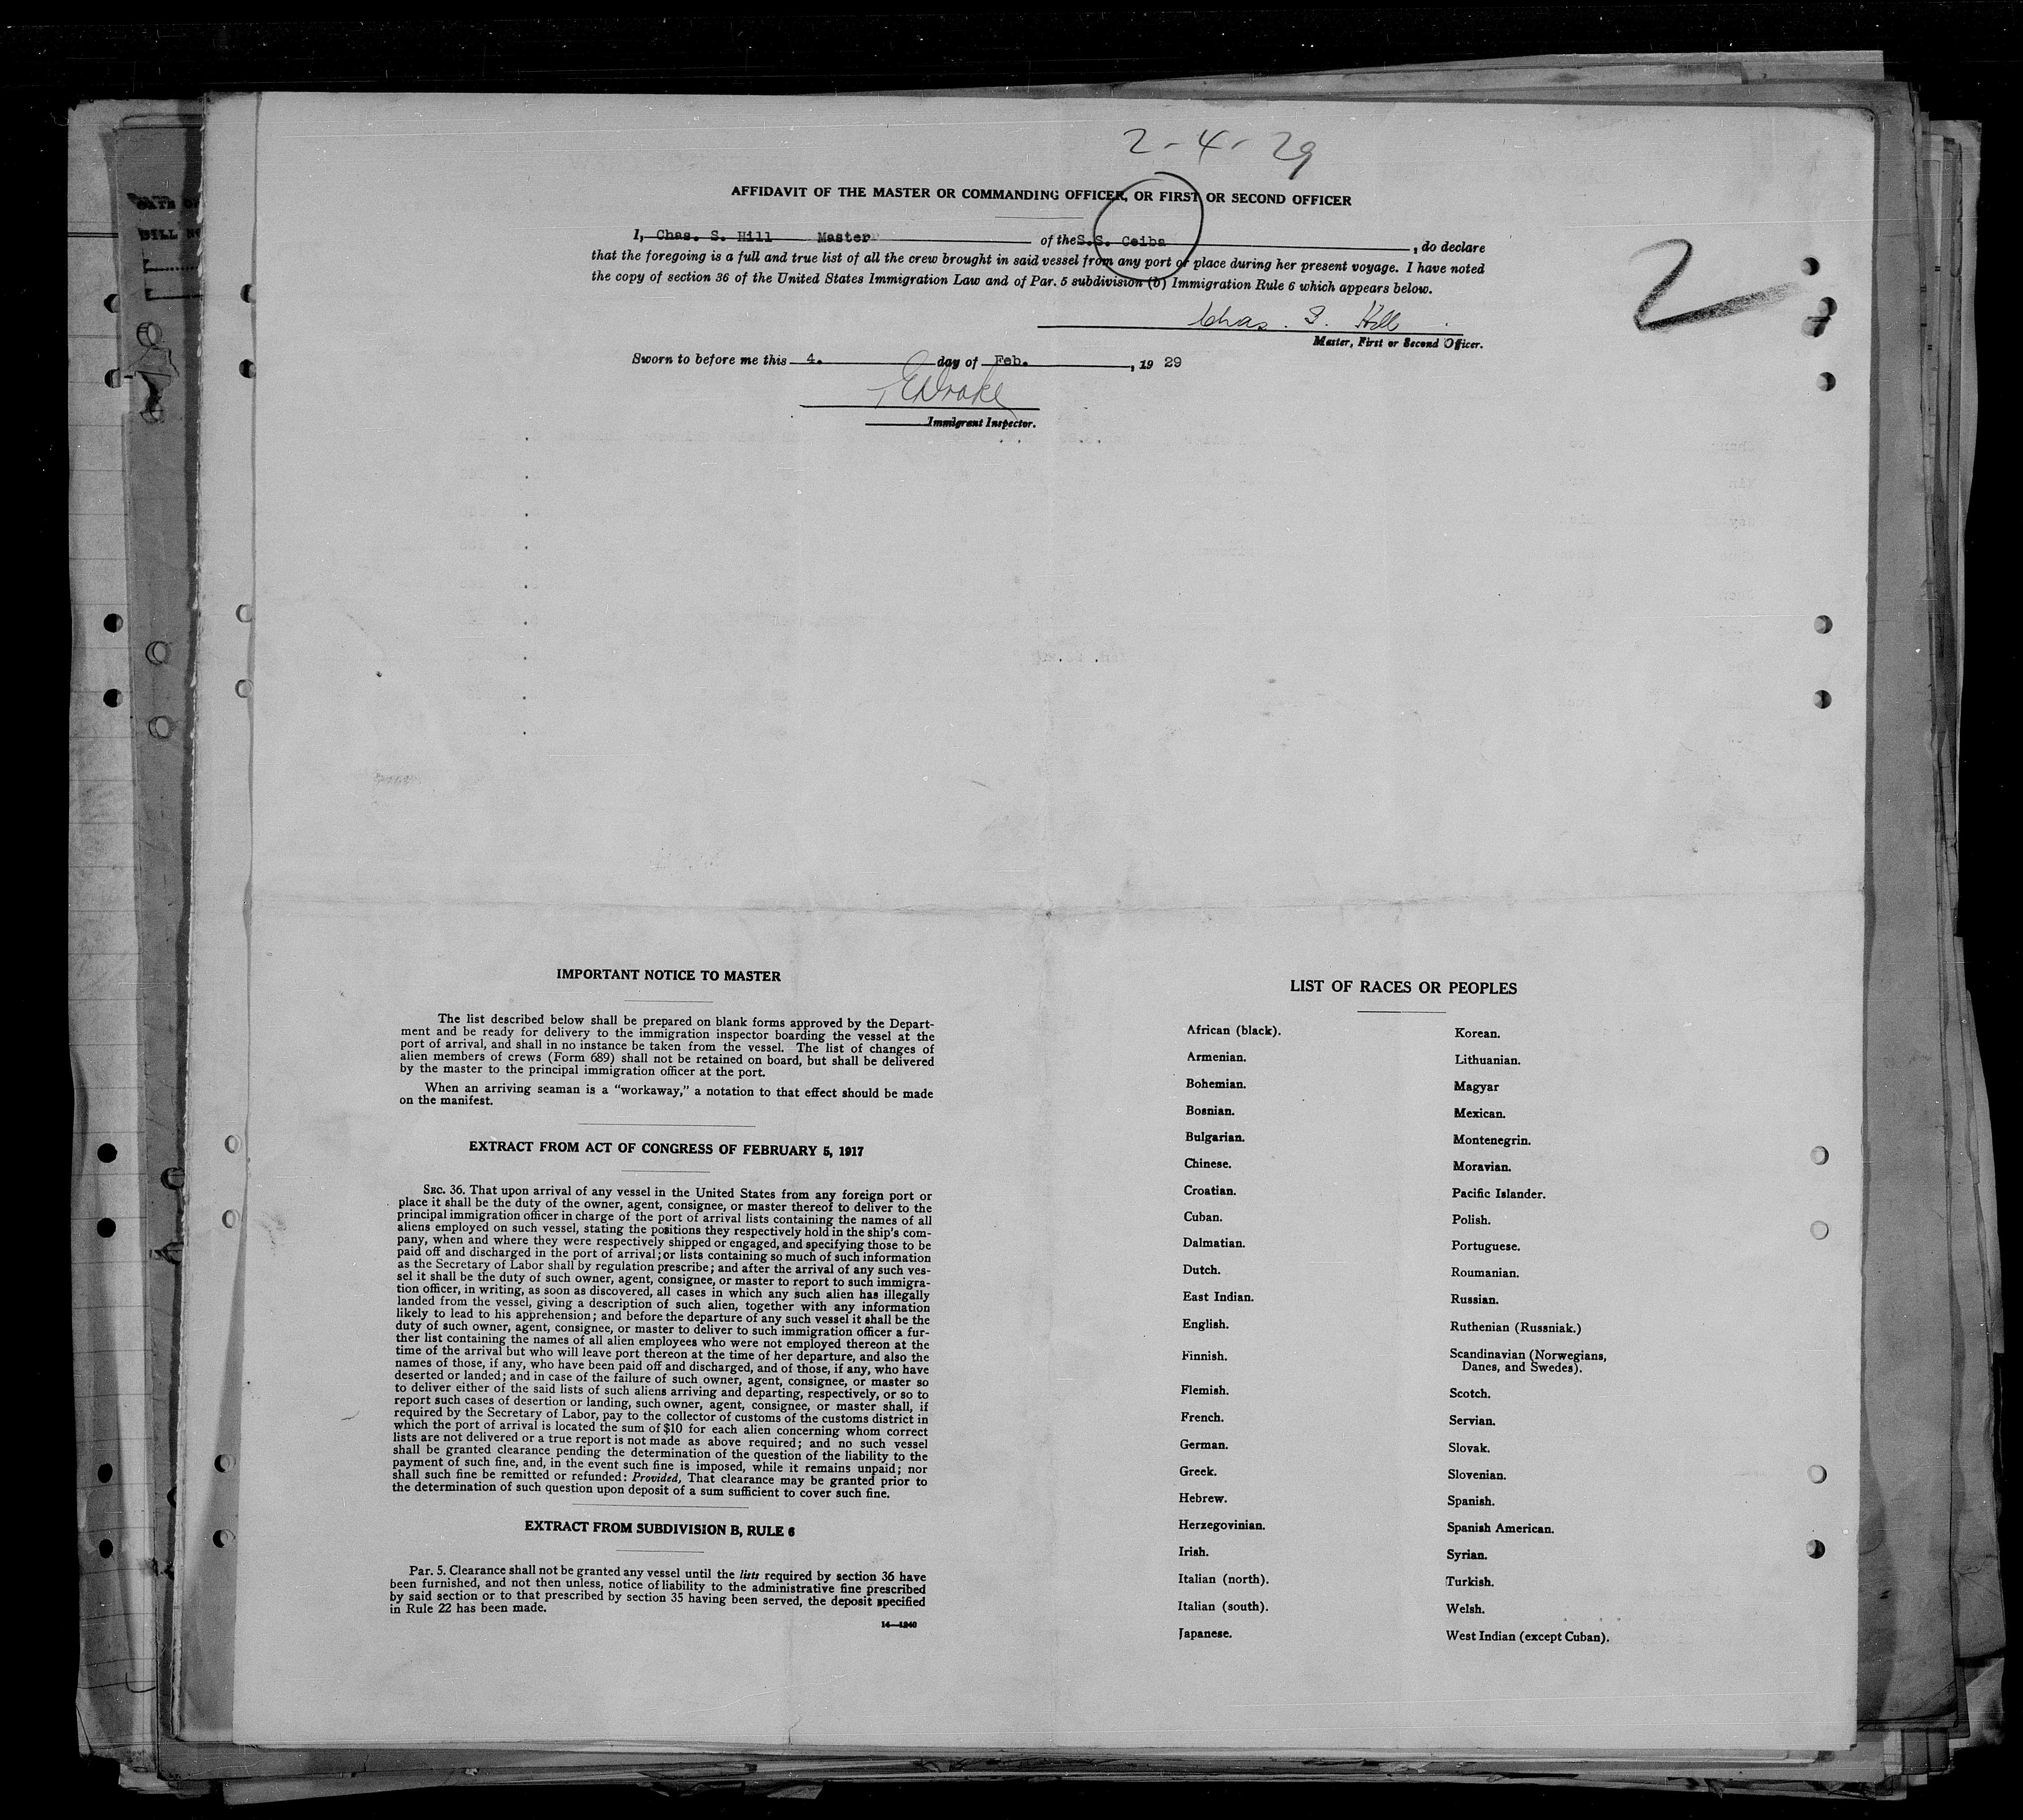 2-4-29
AFFIDAVIT OF THE MASTER OR COMMANDING OFFICER, OR FIRST OR SECOND OFFICER
I, Chas. S. Hill Master of the S.S. Ceiba, do declare
that the foregoing is a full and true list of all the crew brought in said vessel from any port or place during her present voyage. I have noted
the copy of section 36 of the United States Immigration Law and of Par. 5 subdivision (b) Immigration Rule 6 which appears below.
2
Chas. S. Hill
Master, First or Second Officer.
Sworn to before me this 4. day of Feb., 19 29
Immigrant Inspector.
IMPORTANT NOTICE TO MASTER
The list described below shall be prepared on blank forms approved by the Depart-
ment and be ready for delivery to the immigration inspector boarding the vessel at the
port of arrival, and shall in no instance be taken from the vessel. The list of changes of
alien members of crews (Form 689) shall not be retained on board, but shall be delivered
by the master to the principal immigration officer at the port.
When an arriving seaman is a "workaway," a notation to that effect should be made
on the manifest.
EXTRACT FROM ACT OF CONGRESS OF FEBRUARY 5, 1917
SEC. 36. That upon arrival of any vessel in the United States from any foreign port or
place it shall be the duty of the owner, agent, consignee, or master thereof to deliver to the
principal immigration officer in charge of the port of arrival lists containing the names of all
aliens employed on such vessel, stating the positions they respectively hold in the ship's com-
pany, when and where they were respectively shipped or engaged, and specifying those to be
paid off and discharged in the port of arrival; or lists containing so much of such information
as the Secretary of Labor shall by regulation prescribe; and after the arrival of any such ves-
sel it shall be the duty of such owner, agent, consignee, or master to report to such immigra-
tion officer, in writing, as soon as discovered, all cases in which any such alien has illegally
landed from the vessel, giving a description of such alien, together with any information
likely to lead to his apprehension; and before the departure of any such vessel it shall be the
duty of such owner, agent, consignee, or master to deliver to such immigration officer a fur-
ther list containing the names of all alien employees who were not employed thereon at the
time of the arrival but who will leave port thereon at the time of her departure, and also the
names of those, if any, who have been paid off and discharged, and of those, if any, who have
deserted or landed; and in case of the failure of such owner, agent, consignee, or master so
to deliver either of the said lists of such aliens arriving and departing, respectively, or so to
report such cases of desertion or landing, such owner, agent, consignee, or master shall, if
required by the Secretary of Labor, pay to the collector of customs of the customs district in
which the port of arrival is located the sum of $10 for each alien concerning whom correct
lists are not delivered or a true report is not made as above required; and no such vessel
shall be granted clearance pending the determination of the question of the liability to the
payment of such fine, and, in the event such fine is imposed, while it remains unpaid; nor
shall such fine be remitted or refunded: Provided, That clearance may be granted prior to
the determination of such question upon deposit of a sum sufficient to cover such fine.
EXTRACT FROM SUBDIVISION B, RULE 6
Par. 5. Clearance shall not be granted any vessel until the lists required by section 36 have
been furnished, and not then unless, notice of liability to the administrative fine prescribed
by said section or to that prescribed by section 35 having been served, the deposit specified
in Rule 22 has been made.
14—1240
LIST OF RACES OR PEOPLES
African (black).
Armenian.
Bohemian.
Bosnian.
Bulgarian.
Chinese.
Croatian.
Cuban.
Dalmatian.
Dutch.
East Indian.
English.
Finnish.
Flemish.
French.
German.
Greek.
Hebrew.
Herzegovinian.
Irish.
Italian (north).
Italian (south).
Japanese.
Korean.
Lithuanian.
Magyar
Mexican.
Montenegrin.
Moravian.
Pacific Islander.
Polish.
Portuguese.
Roumanian.
Russian.
Ruthenian (Russniak.)
Scandinavian (Norwegians,
Danes, and Swedes).
Scotch.
Servian.
Slovak.
Slovenian.
Spanish.
Spanish American.
Syrian.
Turkish.
Welsh.
West Indian (except Cuban).